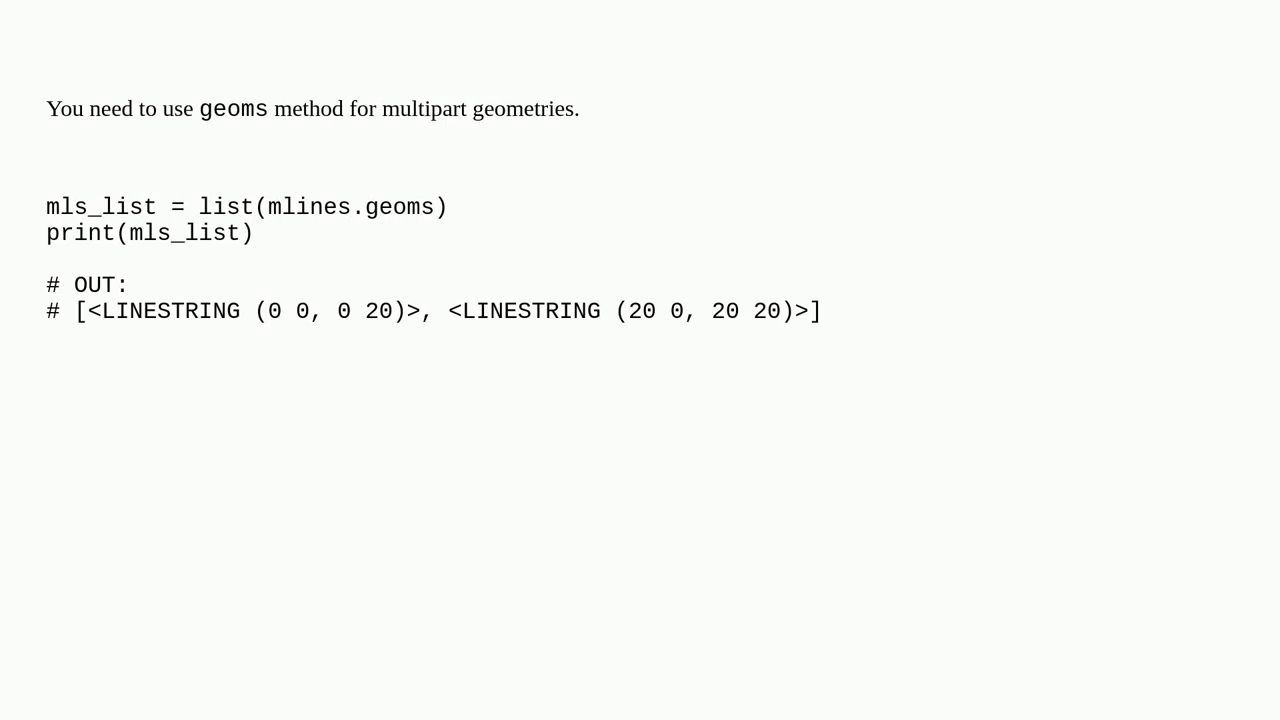 You need to use geoms method for multipart geometries.
mls_list = list(mlines.geoms)
print(mls_list)
# OUT:
# [<LINESTRING (0 0, 0 20)>, <LINESTRING (20 0, 20 20)>]